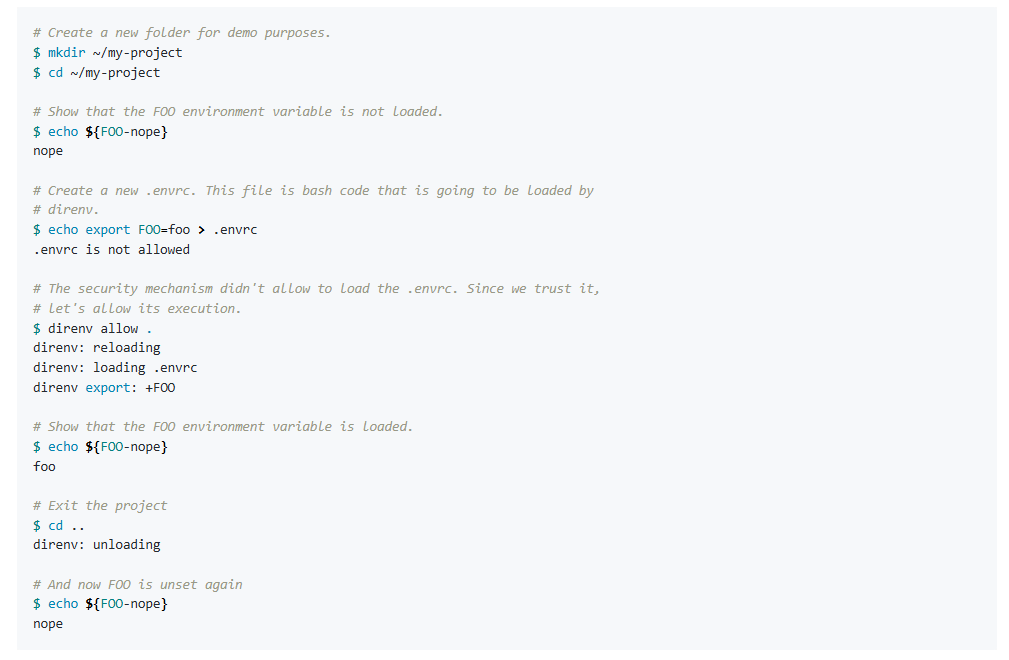 # Create a new folder for demo purposes.
$ mkdir ~/my-project
$ cd ~/my-project
# Show that the FOO environment variable is not loaded.
$ echo ${FOO-nope}
nope
# Create a new .envrc. This file is bash code that is going to be loaded by
# direnv.
$ echo export FOO=foo > .envrc
.envrc is not allowed
# The security mechanism didn't allow to load the .envrc. Since we trust it,
# let's allow its execution.
$ direnv allow .
direnv: reloading
direnv: loading .envrc
direnv export: +FOO
# Show that the FOO environment variable is loaded.
$ echo ${FOO-nope}
foo
# Exit the project
$ cd ..
direnv: unloading
# And now FOO is unset again
$ echo ${FOO-nope}
nope